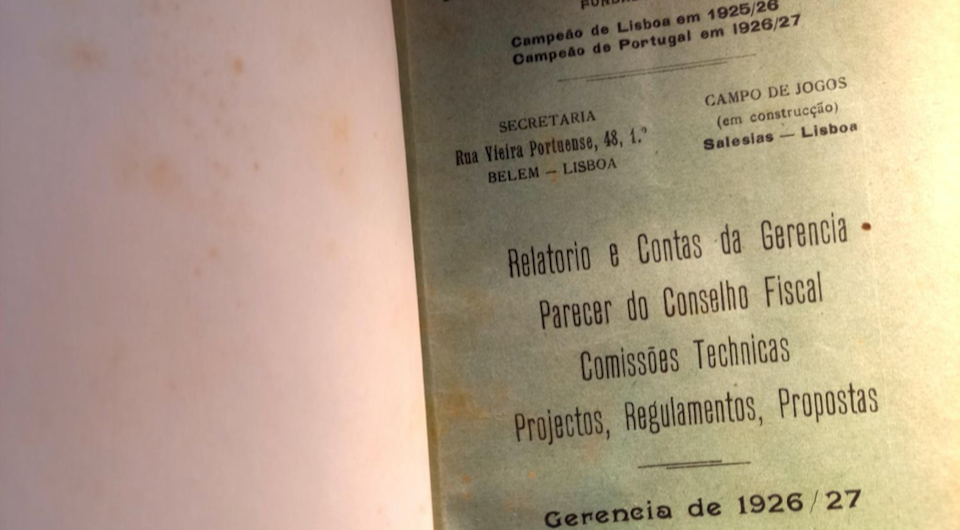 Campeão de Lisboa em 1925/26
Campeão de Portugal em 1926/27
SECRETARIA
Rua Vieira Portuense, 48, 1.º
BELEM — LISBOA
CAMPO DE JOGOS
(em construcção)
Salesias — Lisboa
Relatorio e Contas da Gerencia
Parecer do Conselho Fiscal
Comissões Technicas
Projectos, Regulamentos, Propostas
Gerencia de 1926/27